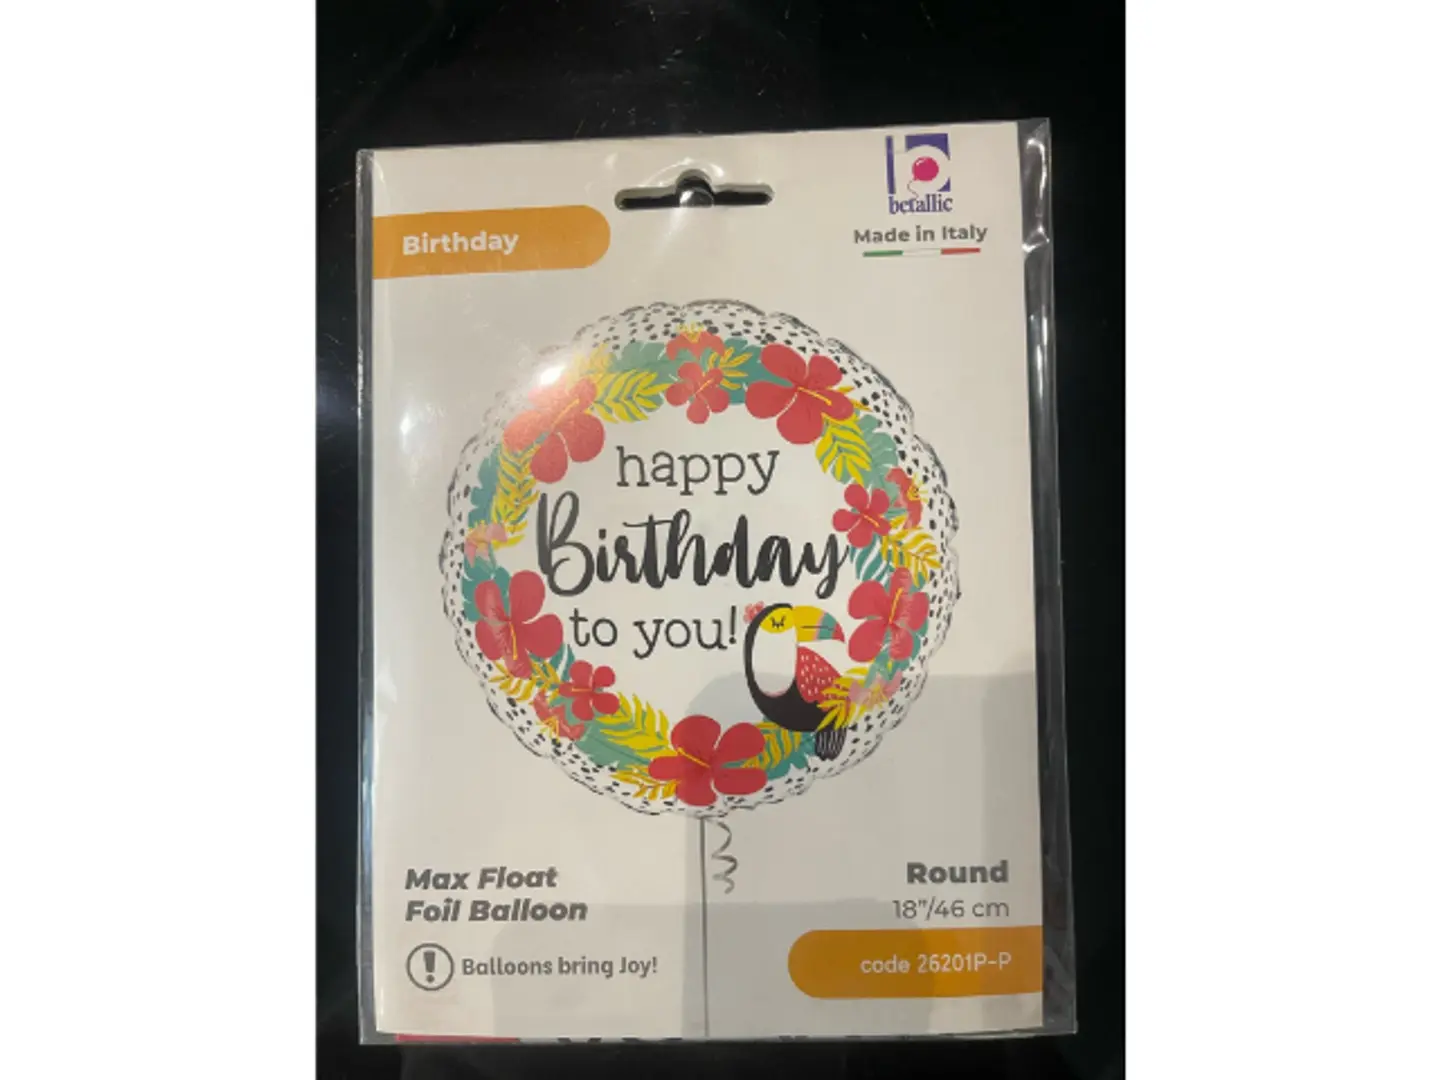 betallic
Made in Italy
Birthday
happy
Birthday
to you!
Max Float
Foil Balloon
Balloons bring Joy!
Round
18"/46 cm
code 26201P-P